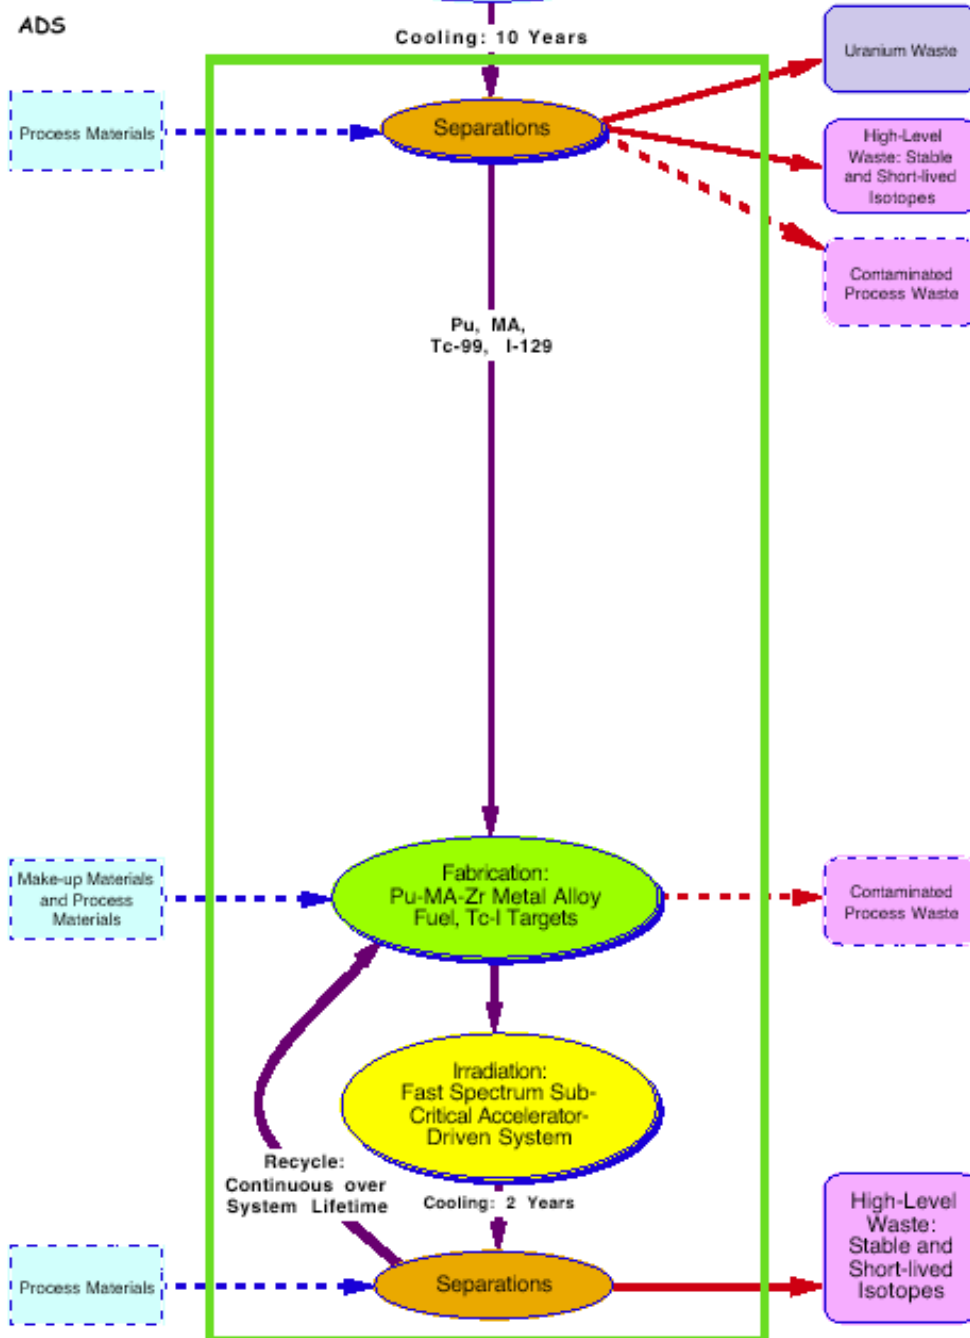 ADS
Cooling: 10 Years
Uranium Waste
Process Materials
Separations
High-Level
Waste: Stable
and Short-lived
Isotopes
Contaminated
Process Waste
Pu, MA,
Tc-99, I-129
Make-up Materials
and Process
Materials
Fabrication:
Pu-MA-Zr Metal Alloy
Fuel, Tc-I Targets
Contaminated
Process Waste
Irradiation:
Fast Spectrum Sub-
Critical Accelerator-
Driven System
Recycle:
Continuous over
System Lifetime
Cooling: 2 Years
Process Materials
Separations
High-Level
Waste:
Stable and
Short-lived
Isotopes